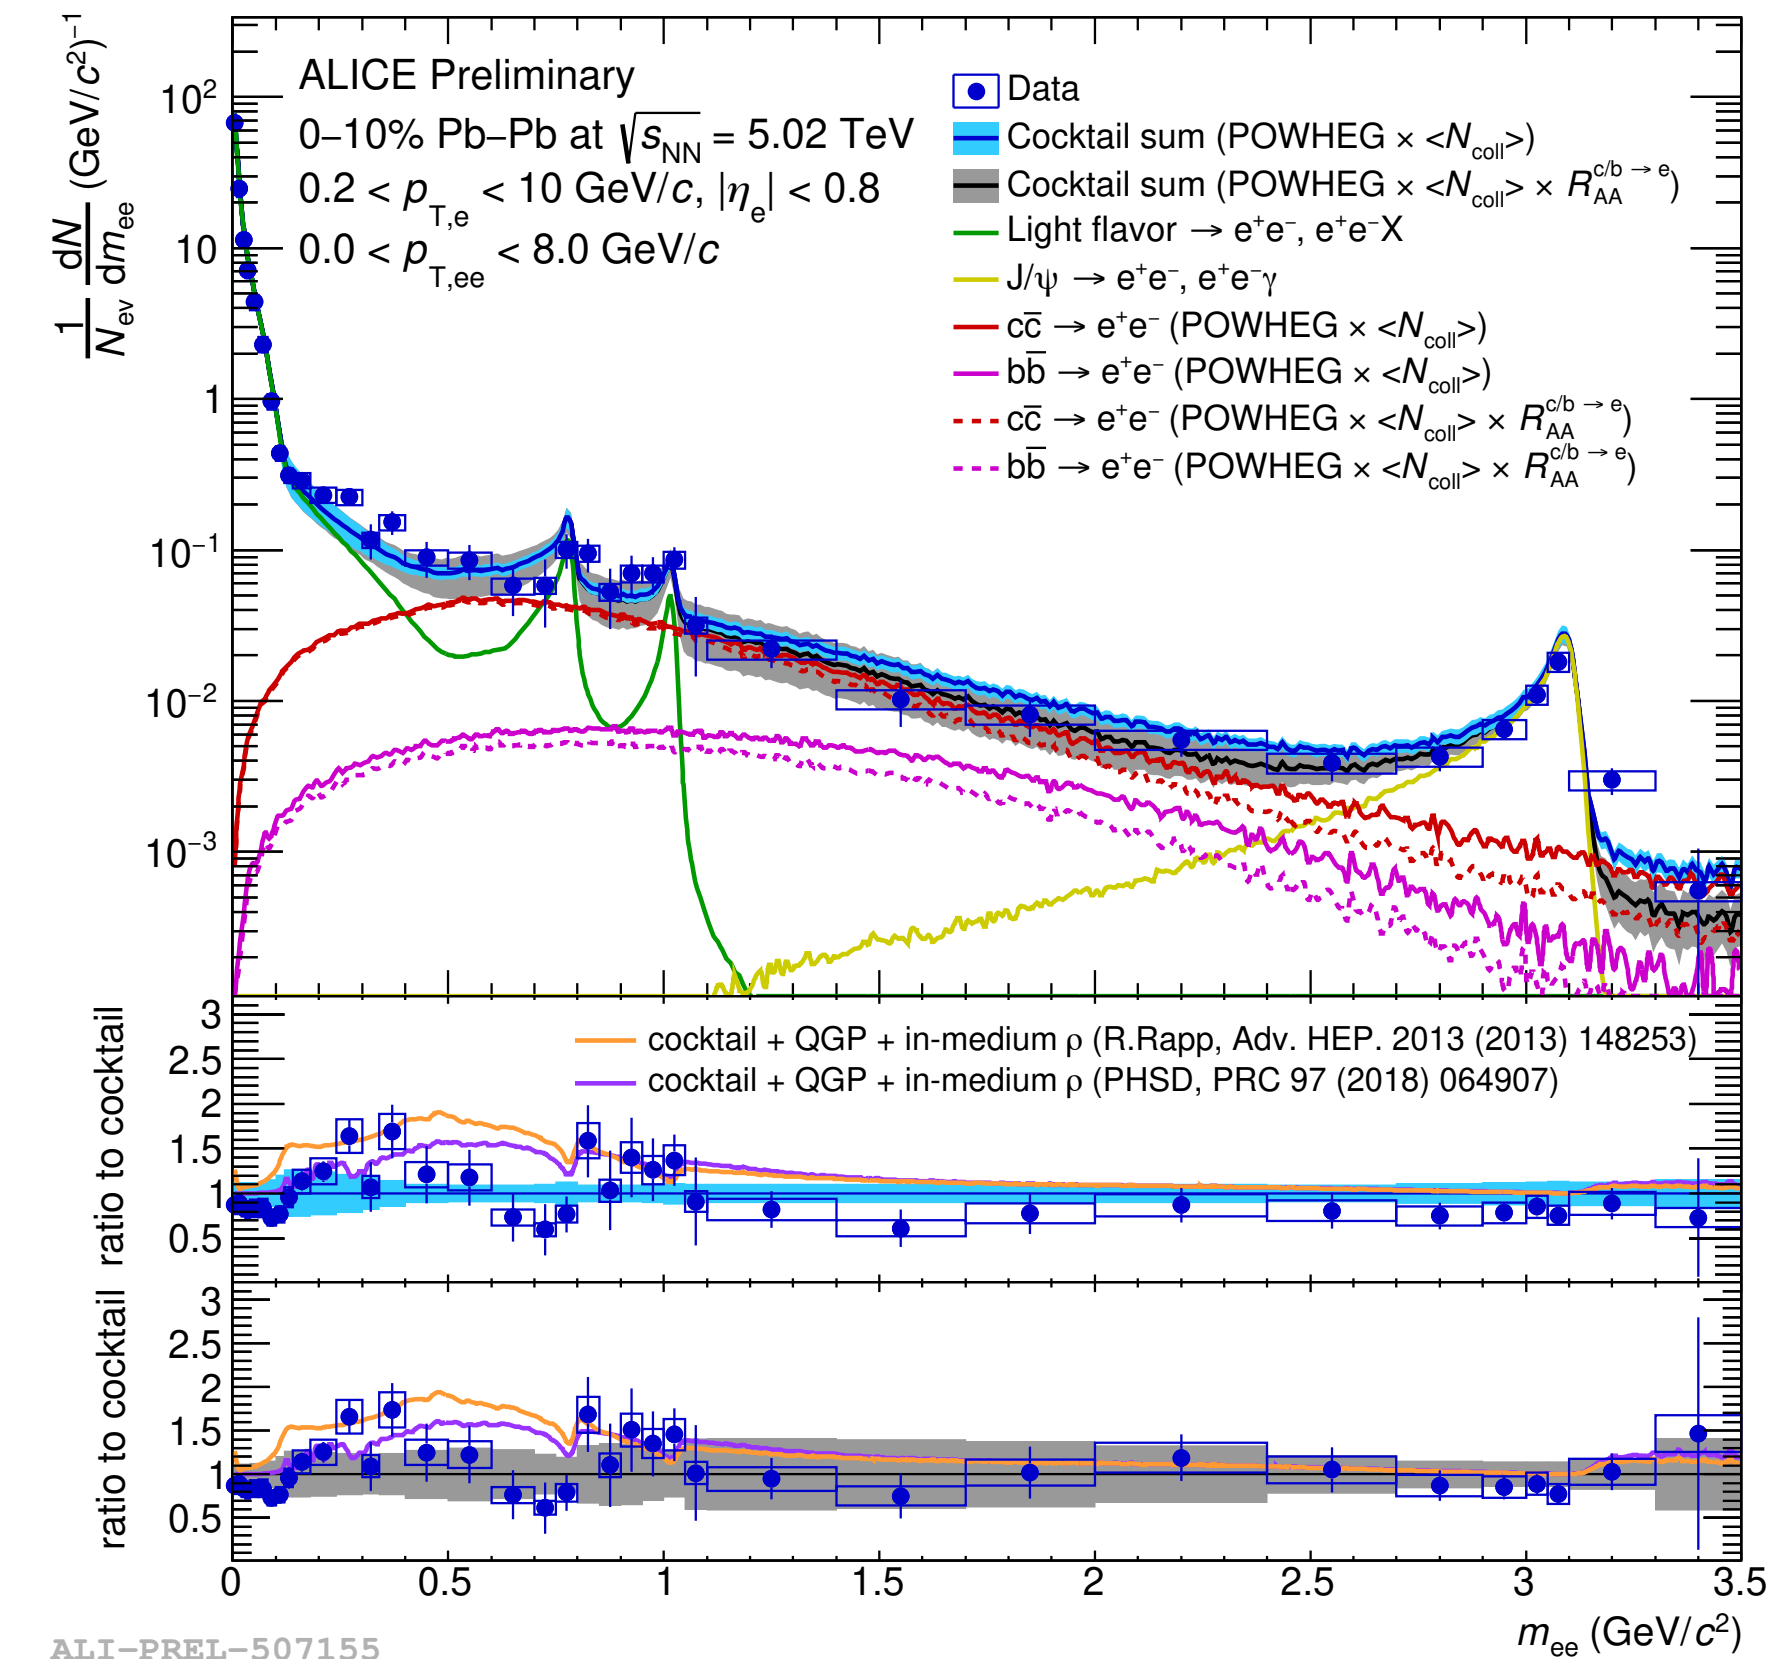 ALICE Preliminary
0–10% Pb–Pb at √s_NN = 5.02 TeV
0.2 < p_T,e < 10 GeV/c, |η_e| < 0.8
0.0 < p_T,ee < 8.0 GeV/c
Data
Cocktail sum (POWHEG × <N_coll>)
Cocktail sum (POWHEG × <N_coll> × R_AA^c/b → e)
Light flavor → e⁺e⁻, e⁺e⁻X
J/ψ → e⁺e⁻, e⁺e⁻γ
cc̅ → e⁺e⁻ (POWHEG × <N_coll>)
bb̅ → e⁺e⁻ (POWHEG × <N_coll>)
cc̅ → e⁺e⁻ (POWHEG × <N_coll> × R_AA^c/b → e)
bb̅ → e⁺e⁻ (POWHEG × <N_coll> × R_AA^c/b → e)
1/N_ev dN/dm_ee (GeV/c²)⁻¹
10²
10
1
10⁻¹
10⁻²
10⁻³
cocktail + QGP + in-medium ρ (R.Rapp, Adv. HEP. 2013 (2013) 148253)
cocktail + QGP + in-medium ρ (PHSD, PRC 97 (2018) 064907)
ratio to cocktail
3
2.5
2
1.5
1
0.5
ratio to cocktail
3
2.5
2
1.5
1
0.5
0 0.5 1 1.5 2 2.5 3 3.5
m_ee (GeV/c²)
ALI-PREL-507155